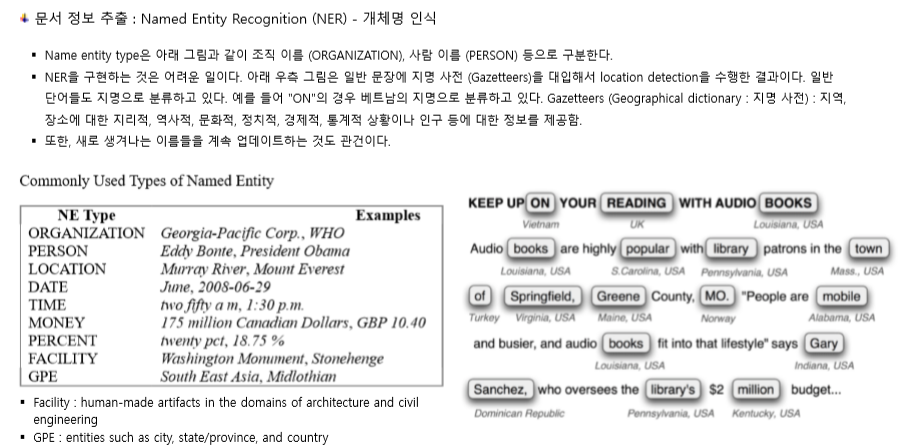 문서 정보 추출 : Named Entity Recognition (NER) - 개체명 인식
▪ Name entity type은 아래 그림과 같이 조직 이름 (ORGANIZATION), 사람 이름 (PERSON) 등으로 구분한다.
▪ NER을 구현하는 것은 어려운 일이다. 아래 우측 그림은 일반 문장에 지명 사전 (Gazetteers)을 대입해서 location detection을 수행한 결과이다. 일반
단어들도 지명으로 분류하고 있다. 예를 들어 "ON"의 경우 베트남의 지명으로 분류하고 있다. Gazetteers (Geographical dictionary : 지명 사전) : 지역,
장소에 대한 지리적, 역사적, 문화적, 정치적, 경제적, 통계적 상황이나 인구 등에 대한 정보를 제공함.
▪ 또한, 새로 생겨나는 이름들을 계속 업데이트하는 것도 관건이다.
Commonly Used Types of Named Entity
NE Type Examples
ORGANIZATION Georgia-Pacific Corp., WHO
PERSON Eddy Bonte, President Obama
LOCATION Murray River, Mount Everest
DATE June, 2008-06-29
TIME two fifty a m, 1:30 p.m.
MONEY 175 million Canadian Dollars, GBP 10.40
PERCENT twenty pct, 18.75 %
FACILITY Washington Monument, Stonehenge
GPE South East Asia, Midlothian
▪ Facility : human-made artifacts in the domains of architecture and civil
engineering
▪ GPE : entities such as city, state/province, and country
KEEP UP ON YOUR READING WITH AUDIO BOOKS
Vietnam UK Louisiana, USA
Audio books are highly popular with library patrons in the town
Louisiana, USA S.Carolina, USA Pennsylvania, USA Mass., USA
of Springfield, Greene County, MO. "People are mobile
Turkey Virginia, USA Maine, USA Norway Alabama, USA
and busier, and audio books fit into that lifestyle" says Gary
Louisiana, USA Indiana, USA
Sanchez, who oversees the library's $2 million budget...
Dominican Republic Pennsylvania, USA Kentucky, USA